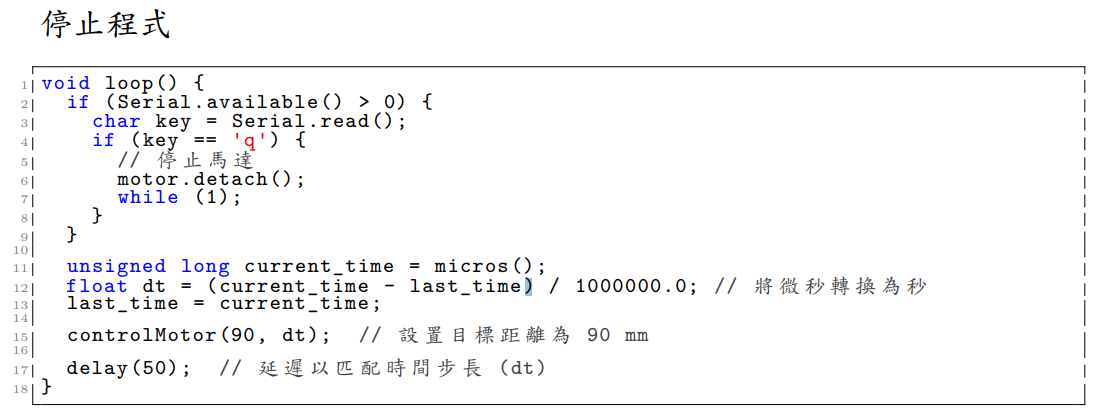 停止程式
1 void loop() {
2   if (Serial.available() > 0) {
3     char key = Serial.read();
4     if (key == 'q') {
5       // 停止馬達
6       motor.detach();
7       while (1);
8     }
9   }
10
11   unsigned long current_time = micros();
12   float dt = (current_time - last_time) / 1000000.0; // 將微秒轉換為秒
13   last_time = current_time;
14
15   controlMotor(90, dt);  // 設置目標距離為 90 mm
16
17   delay(50);  // 延遲以匹配時間步長 (dt)
18 }